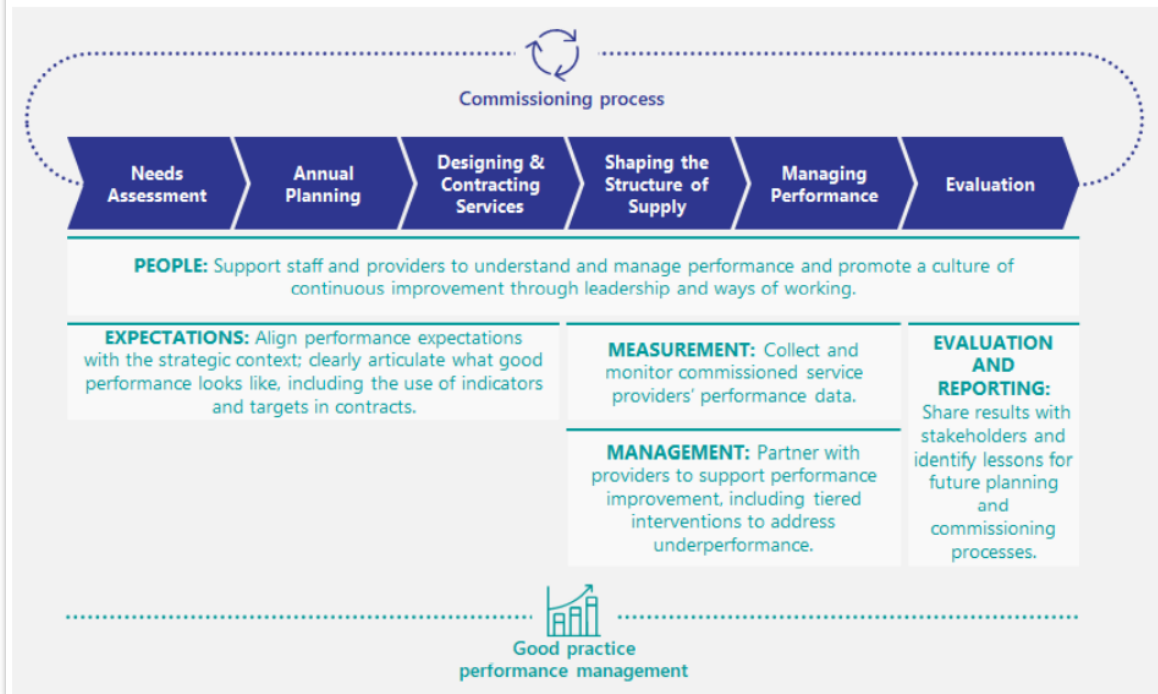 Commissioning process
Needs
Assessment
Annual
Planning
Designing &
Contracting
Services
Shaping the
Structure of
Supply
Managing
Performance
Evaluation
PEOPLE: Support staff and providers to understand and manage performance and promote a culture of
continuous improvement through leadership and ways of working.
EXPECTATIONS: Align performance expectations
with the strategic context; clearly articulate what good
performance looks like, including the use of indicators
and targets in contracts.
MEASUREMENT: Collect and
monitor commissioned service
providers’ performance data.
MANAGEMENT: Partner with
providers to support performance
improvement, including tiered
interventions to address
underperformance.
EVALUATION
AND
REPORTING:
Share results with
stakeholders and
identify lessons for
future planning
and
commissioning
processes.
Good practice
performance management